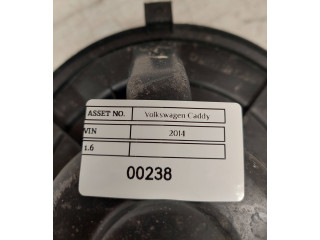 ASSET NO. Volkswagen Caddy
VIN 2014
1.6
00238